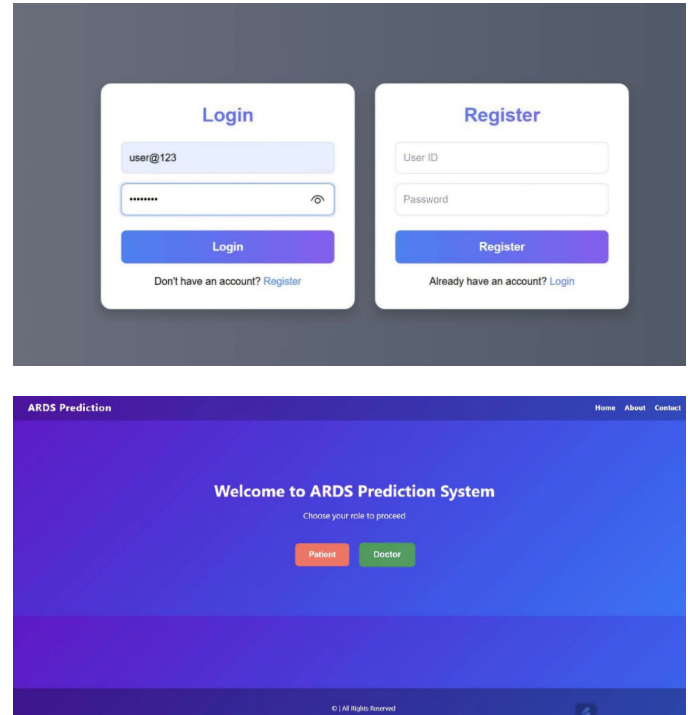 Login
user@123
••••••••
Login
Don't have an account? Register
Register
User ID
Password
Register
Already have an account? Login
ARDS Prediction
Home About Contact
Welcome to ARDS Prediction System
Choose your role to proceed
Patient Doctor
© | All Rights Reserved